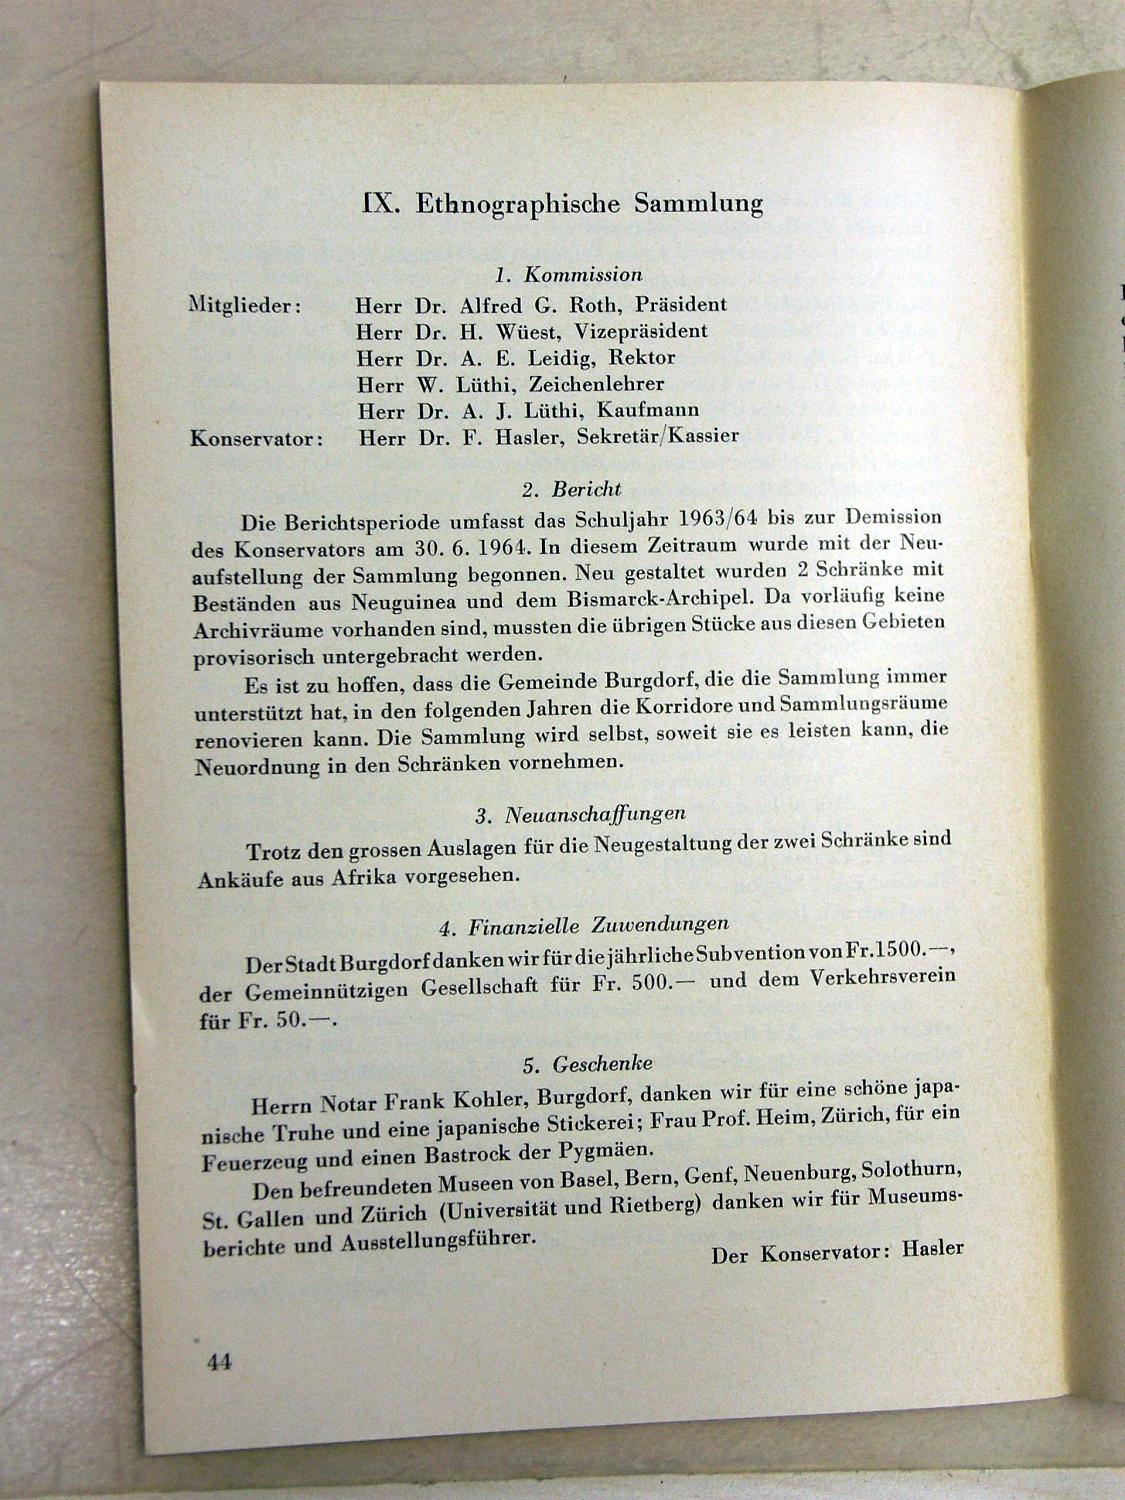 IX. Ethnographische Sammlung
1. Kommission
Mitglieder: Herr Dr. Alfred G. Roth, Präsident
Herr Dr. H. Wüest, Vizepräsident
Herr Dr. A. E. Leidig, Rektor
Herr W. Lüthi, Zeichenlehrer
Herr Dr. A. J. Lüthi, Kaufmann
Konservator: Herr Dr. F. Hasler, Sekretär/Kassier
2. Bericht
Die Berichtsperiode umfasst das Schuljahr 1963/64 bis zur Demission
des Konservators am 30. 6. 1964. In diesem Zeitraum wurde mit der Neu-
aufstellung der Sammlung begonnen. Neu gestaltet wurden 2 Schränke mit
Beständen aus Neuguinea und dem Bismarck-Archipel. Da vorläufig keine
Archivräume vorhanden sind, mussten die übrigen Stücke aus diesen Gebieten
provisorisch untergebracht werden.
Es ist zu hoffen, dass die Gemeinde Burgdorf, die die Sammlung immer
unterstützt hat, in den folgenden Jahren die Korridore und Sammlungsräume
renovieren kann. Die Sammlung wird selbst, soweit sie es leisten kann, die
Neuordnung in den Schränken vornehmen.
3. Neuanschaffungen
Trotz den grossen Auslagen für die Neugestaltung der zwei Schränke sind
Ankäufe aus Afrika vorgesehen.
4. Finanzielle Zuwendungen
Der Stadt Burgdorf danken wir für die jährliche Subvention von Fr. 1500.—,
der Gemeinnützigen Gesellschaft für Fr. 500.— und dem Verkehrsverein
für Fr. 50.—.
5. Geschenke
Herrn Notar Frank Kohler, Burgdorf, danken wir für eine schöne japa-
nische Truhe und eine japanische Stickerei; Frau Prof. Heim, Zürich, für ein
Feuerzeug und einen Bastrock der Pygmäen.
Den befreundeten Museen von Basel, Bern, Genf, Neuenburg, Solothurn,
St. Gallen und Zürich (Universität und Rietberg) danken wir für Museums-
berichte und Ausstellungsführer.
Der Konservator: Hasler
44